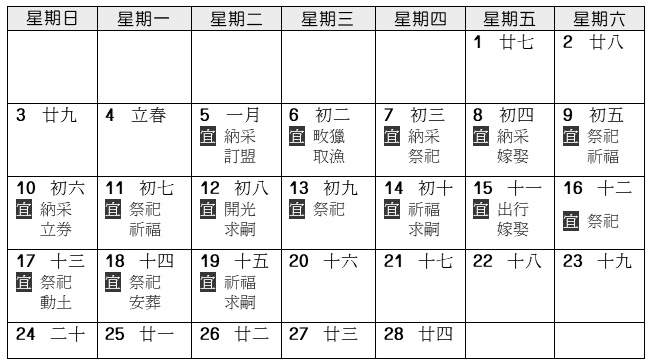 星期日 星期一 星期二 星期三 星期四 星期五 星期六
1 廿七 2 廿八
3 廿九 4 立春 5 一月 6 初二 7 初三 8 初四 9 初五
宜 納采 宜 畋獵 宜 納采 宜 納采 宜 祭祀
訂盟 取漁 祭祀 嫁娶 祈福
10 初六 11 初七 12 初八 13 初九 14 初十 15 十一 16 十二
宜 納采 宜 祭祀 宜 開光 宜 祭祀 宜 祈福 宜 出行 宜 祭祀
立券 祈福 求嗣 求嗣 嫁娶
17 十三 18 十四 19 十五 20 十六 21 十七 22 十八 23 十九
宜 祭祀 宜 祭祀 宜 祈福
動土 安葬 求嗣
24 二十 25 廿一 26 廿二 27 廿三 28 廿四